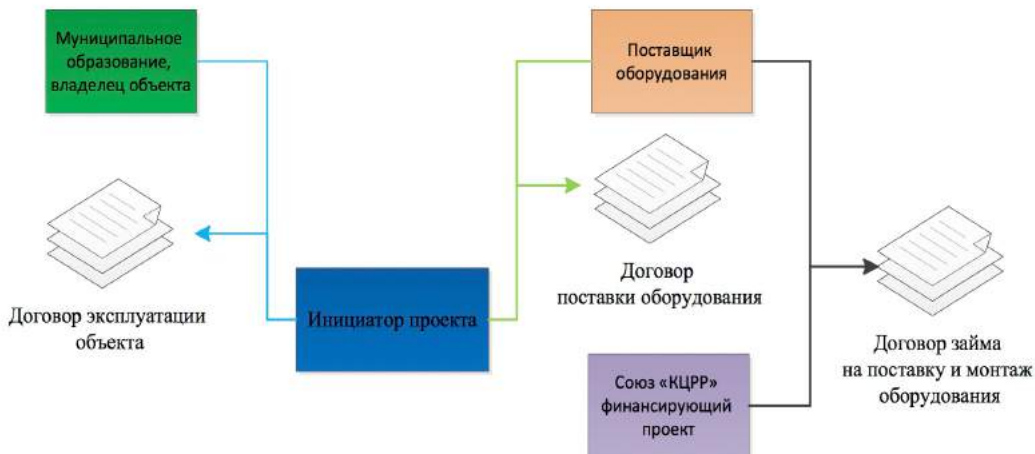 Муниципальное
образование,
владелец объекта
Поставщик
оборудования
Договор
поставки оборудования
Договор эксплуатации
объекта
Инициатор проекта
Договор займа
на поставку и монтаж
оборудования
Союз «КЦРР»
финансирующий
проект